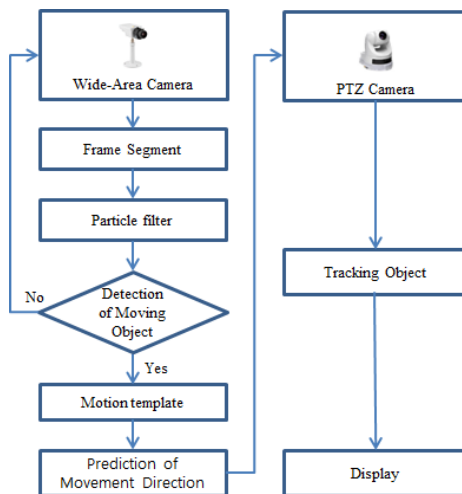 Wide-Area Camera
Frame Segment
Particle filter
No
Detection
of Moving
Object
Yes
Motion template
Prediction of
Movement Direction
PTZ Camera
Tracking Object
Display